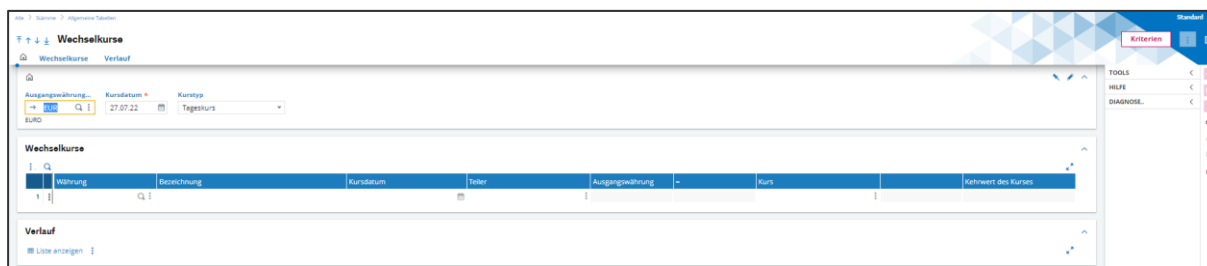 Alle > Stämme > Allgemeine Tabellen
Standard
Wechselkurse
Kriterien
Wechselkurse Verlauf
TOOLS
HILFE
DIAGNOSE..
Ausgangswährung... Kursdatum * Kurstyp
EUR 27.07.22 Tageskurs
EURO
Wechselkurse
Währung Bezeichnung Kursdatum Teiler Ausgangswährung = Kurs Kehrwert des Kurses
1
Verlauf
Liste anzeigen